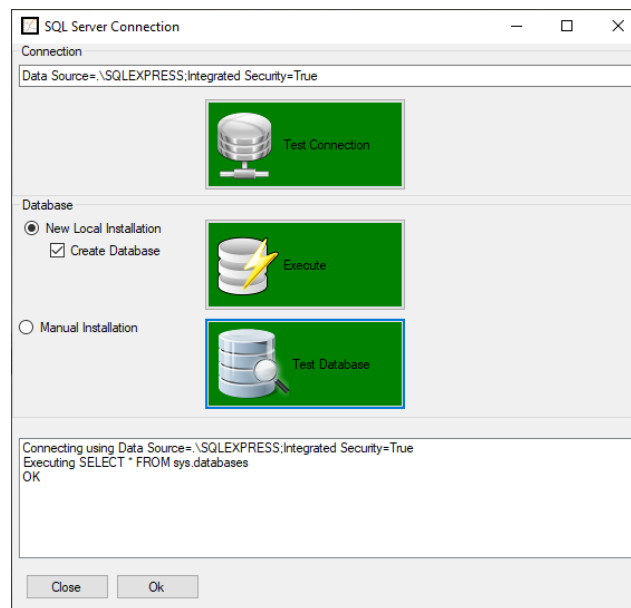 SQL Server Connection
Connection
Data Source=.\SQLEXPRESS;Integrated Security=True
Test Connection
Database
New Local Installation
Create Database
Execute
Manual Installation
Test Database
Connecting using Data Source=.\SQLEXPRESS;Integrated Security=True
Executing SELECT * FROM sys.databases
OK
Close
Ok